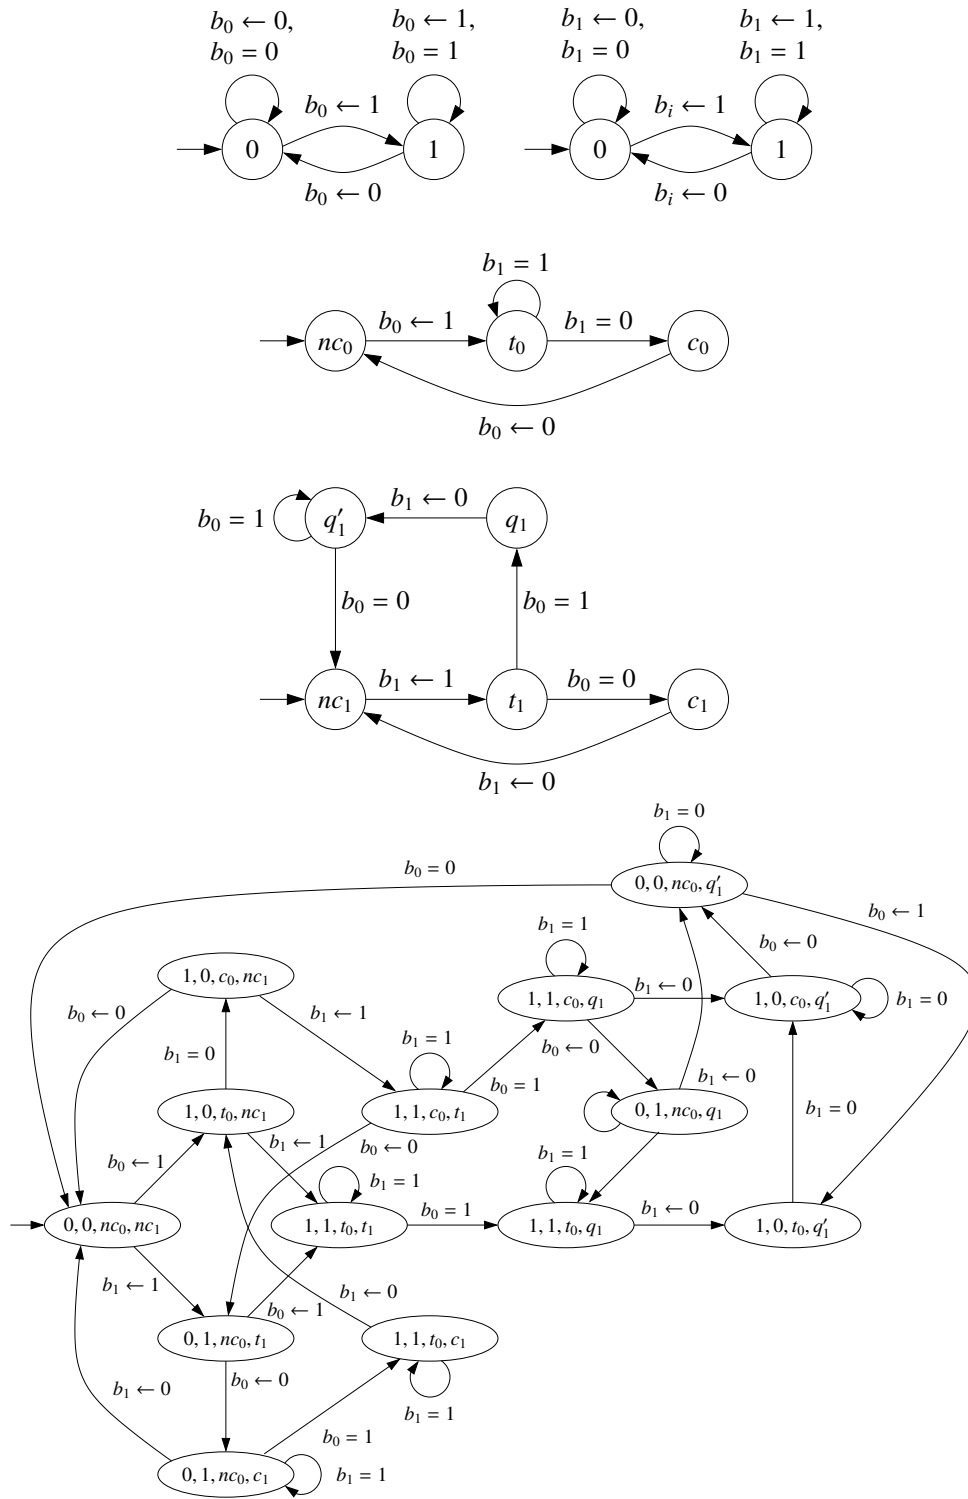 b₀ ← 0,
b₀ = 0
b₀ ← 1,
b₀ = 1
b₁ ← 0,
b₁ = 0
b₁ ← 1,
b₁ = 1
b₀ ← 1
bᵢ ← 1
0
1
0
1
b₀ ← 0
bᵢ ← 0
b₁ = 1
b₀ ← 1
b₁ = 0
nc₀
t₀
c₀
b₀ ← 0
b₁ ← 0
b₀ = 1
q′₁
q₁
b₀ = 0
b₀ = 1
b₁ ← 1
b₀ = 0
nc₁
t₁
c₁
b₁ ← 0
b₁ = 0
b₀ = 0
0, 0, nc₀, q′₁
b₀ ← 1
b₁ = 1
b₀ ← 0
1, 0, c₀, nc₁
1, 1, c₀, q₁
b₁ ← 0
1, 0, c₀, q′₁
b₁ = 0
b₀ ← 0
b₁ ← 1
b₁ = 1
b₀ ← 0
b₁ = 0
b₀ = 1
b₁ ← 0
1, 0, t₀, nc₁
1, 1, c₀, t₁
0, 1, nc₀, q₁
b₁ = 0
b₁ ← 1
b₀ ← 0
b₀ ← 1
b₁ = 1
b₁ = 1
0, 0, nc₀, nc₁
1, 1, t₀, t₁
b₀ = 1
1, 1, t₀, q₁
b₁ ← 0
1, 0, t₀, q′₁
b₁ ← 1
b₁ ← 0
b₀ ← 1
0, 1, nc₀, t₁
1, 1, t₀, c₁
b₁ ← 0
b₀ ← 0
b₁ = 1
b₀ = 1
0, 1, nc₀, c₁
b₁ = 1